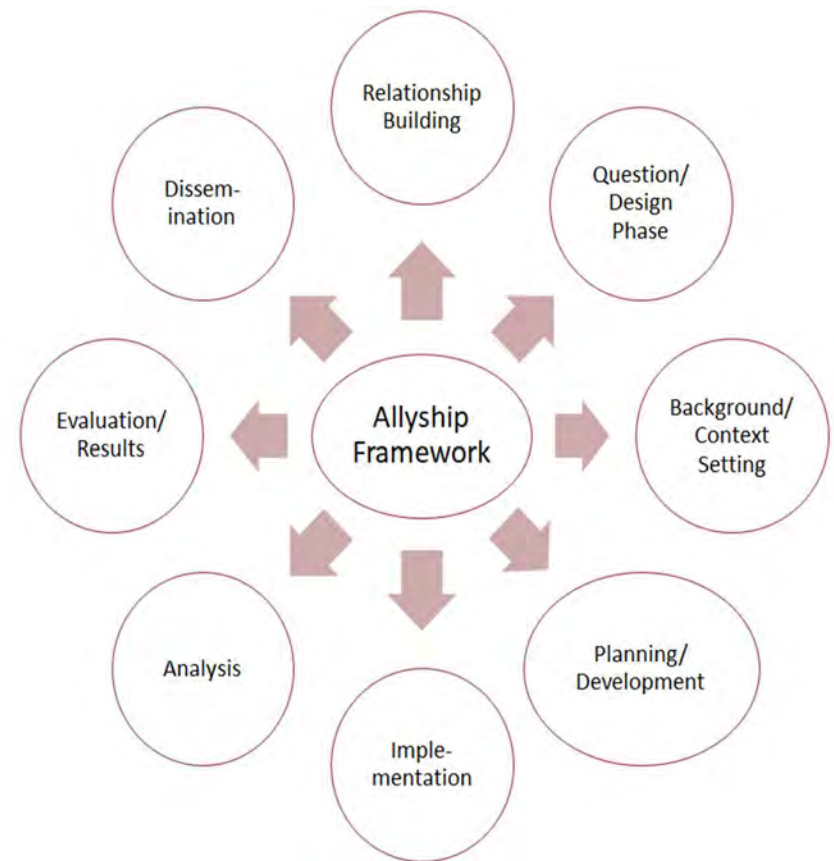 Relationship
Building
Question/
Design
Phase
Background/
Context
Setting
Planning/
Development
Imple-
mentation
Analysis
Evaluation/
Results
Dissem-
ination
Allyship
Framework